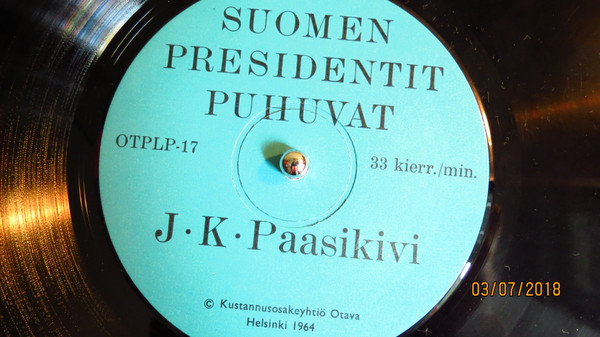 SUOMEN
PRESIDENTIT
PUHUVAT
OTPLP-17
33 kierr./min.
J·K·Paasikivi
© Kustannusosakeyhtiö Otava
Helsinki 1964
03/07/2018